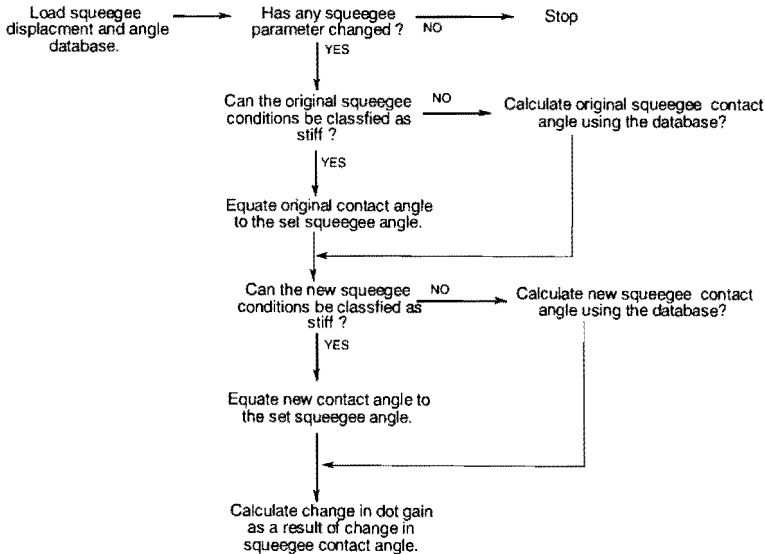 Load squeegee
displacment and angle
database.
Has any squeegee
parameter changed ?
NO
Stop
YES
Can the original squeegee
conditions be classfied as
stiff ?
NO
Calculate original squeegee contact
angle using the database?
YES
Equate original contact angle
to the set squeegee angle.
Can the new squeegee
conditions be classfied as
stiff ?
NO
Calculate new squeegee contact
angle using the database?
YES
Equate new contact angle to
the set squeegee angle.
Calculate change in dot gain
as a result of change in
squeegee contact angle.